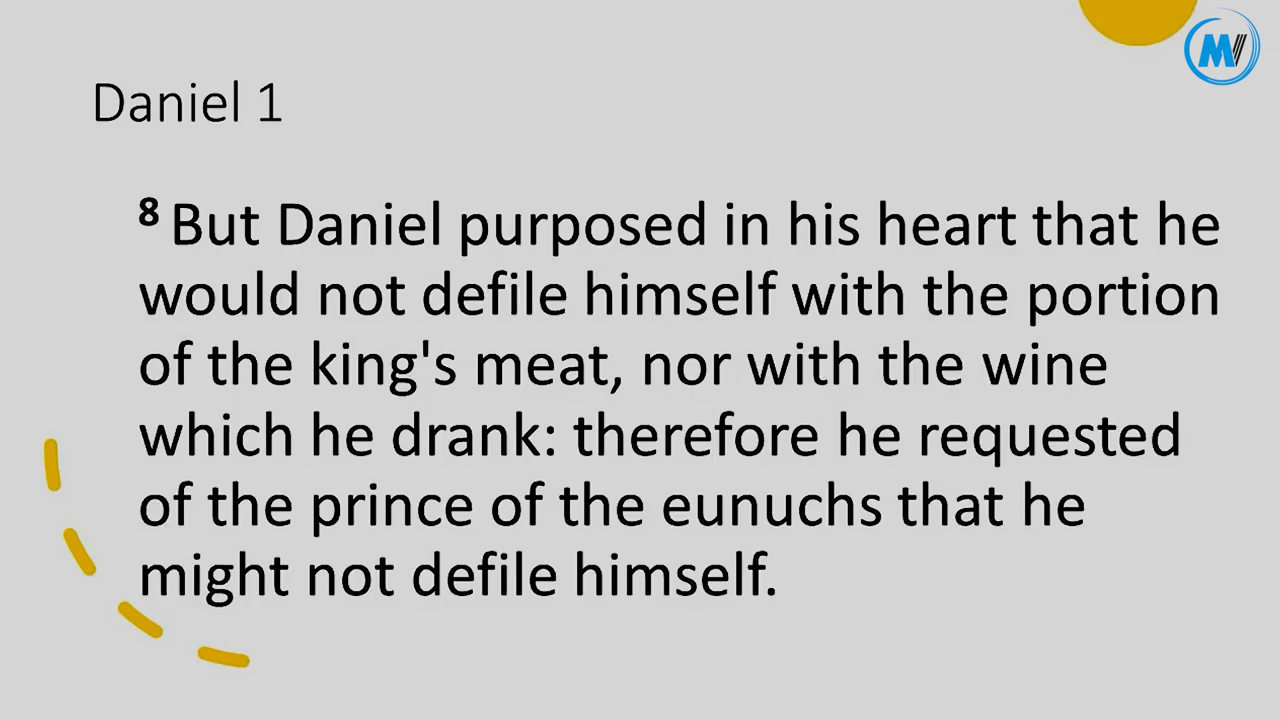 Daniel 1
8 But Daniel purposed in his heart that he
would not defile himself with the portion
of the king's meat, nor with the wine
which he drank: therefore he requested
of the prince of the eunuchs that he
might not defile himself.